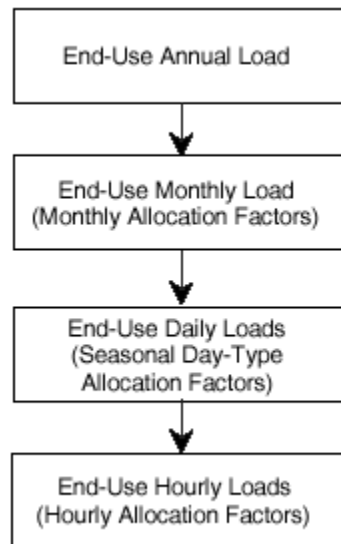 End-Use Annual Load
End-Use Monthly Load
(Monthly Allocation Factors)
End-Use Daily Loads
(Seasonal Day-Type
Allocation Factors)
End-Use Hourly Loads
(Hourly Allocation Factors)